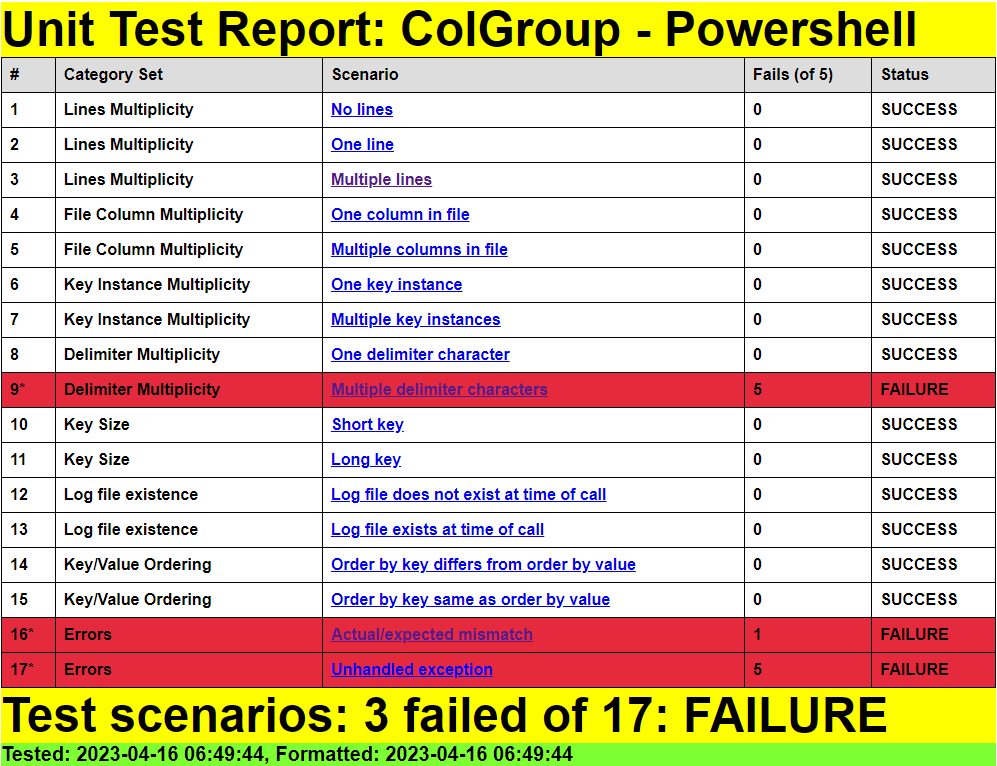 Unit Test Report: ColGroup - Powershell
# Category Set Scenario Fails (of 5) Status
1 Lines Multiplicity No lines 0 SUCCESS
2 Lines Multiplicity One line 0 SUCCESS
3 Lines Multiplicity Multiple lines 0 SUCCESS
4 File Column Multiplicity One column in file 0 SUCCESS
5 File Column Multiplicity Multiple columns in file 0 SUCCESS
6 Key Instance Multiplicity One key instance 0 SUCCESS
7 Key Instance Multiplicity Multiple key instances 0 SUCCESS
8 Delimiter Multiplicity One delimiter character 0 SUCCESS
9* Delimiter Multiplicity Multiple delimiter characters 5 FAILURE
10 Key Size Short key 0 SUCCESS
11 Key Size Long key 0 SUCCESS
12 Log file existence Log file does not exist at time of call 0 SUCCESS
13 Log file existence Log file exists at time of call 0 SUCCESS
14 Key/Value Ordering Order by key differs from order by value 0 SUCCESS
15 Key/Value Ordering Order by key same as order by value 0 SUCCESS
16* Errors Actual/expected mismatch 1 FAILURE
17* Errors Unhandled exception 5 FAILURE
Test scenarios: 3 failed of 17: FAILURE
Tested: 2023-04-16 06:49:44, Formatted: 2023-04-16 06:49:44